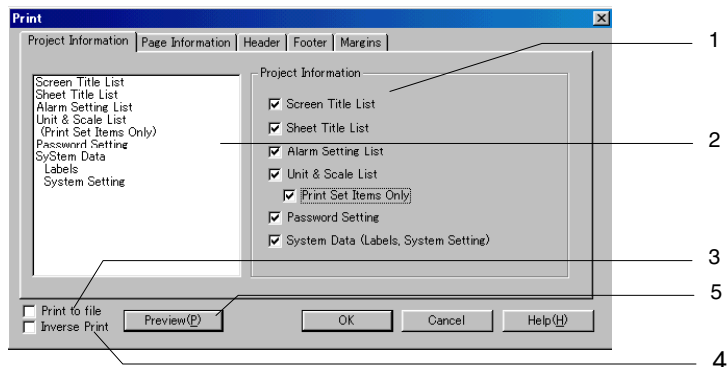 Print
Project Information Page Information Header Footer Margins
Screen Title List
Sheet Title List
Alarm Setting List
Unit & Scale List
(Print Set Items Only)
Password Setting
SyStem Data
Labels
System Setting
Project Information
Screen Title List
Sheet Title List
Alarm Setting List
Unit & Scale List
Print Set Items Only
Password Setting
System Data (Labels, System Setting)
Print to file
Inverse Print
Preview(P)
OK
Cancel
Help(H)
1
2
3
5
4